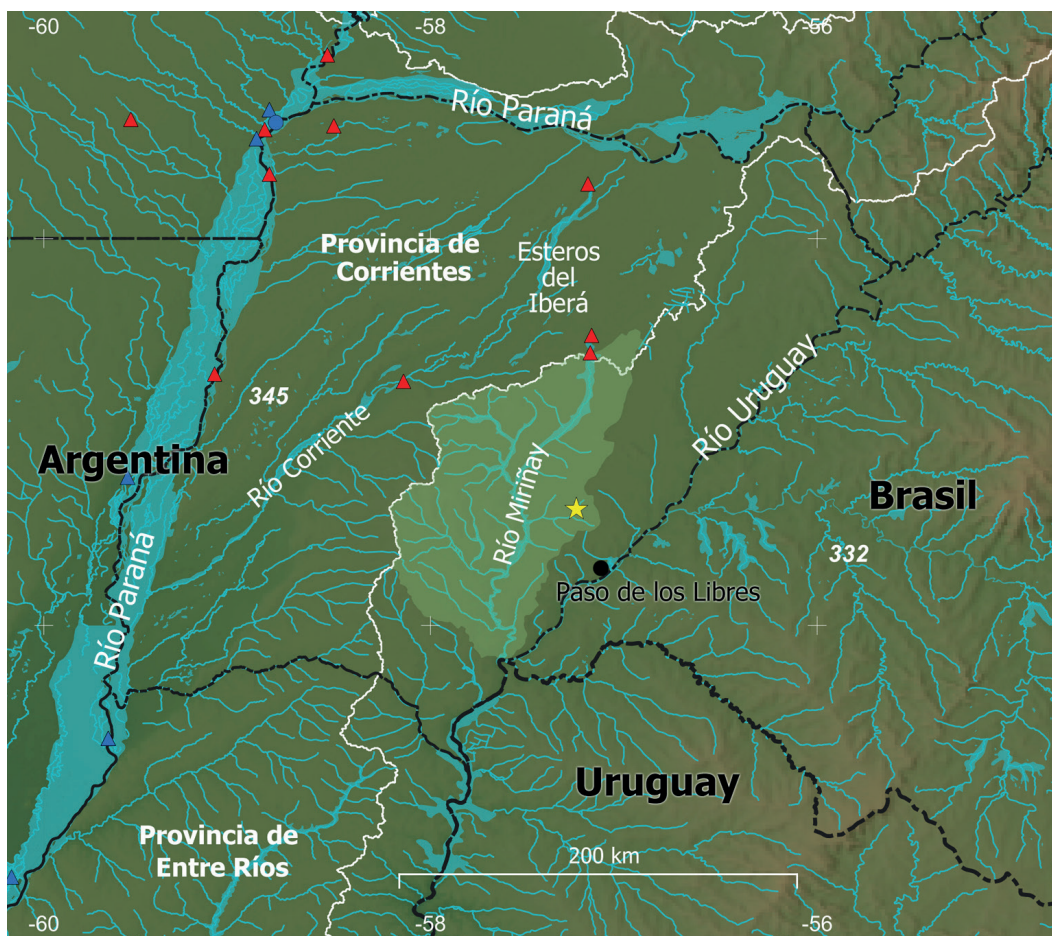 -60
-58
-56
Río Paraná
Provincia de
Corrientes
Esteros
del
Iberá
345
Río Uruguay
Argentina
Río Corriente
Río Miriñay
Brasil
332
Paso de los Libres
Río Paraná
Uruguay
Provincia de
Entre Ríos
200 km
-60
-58
-56